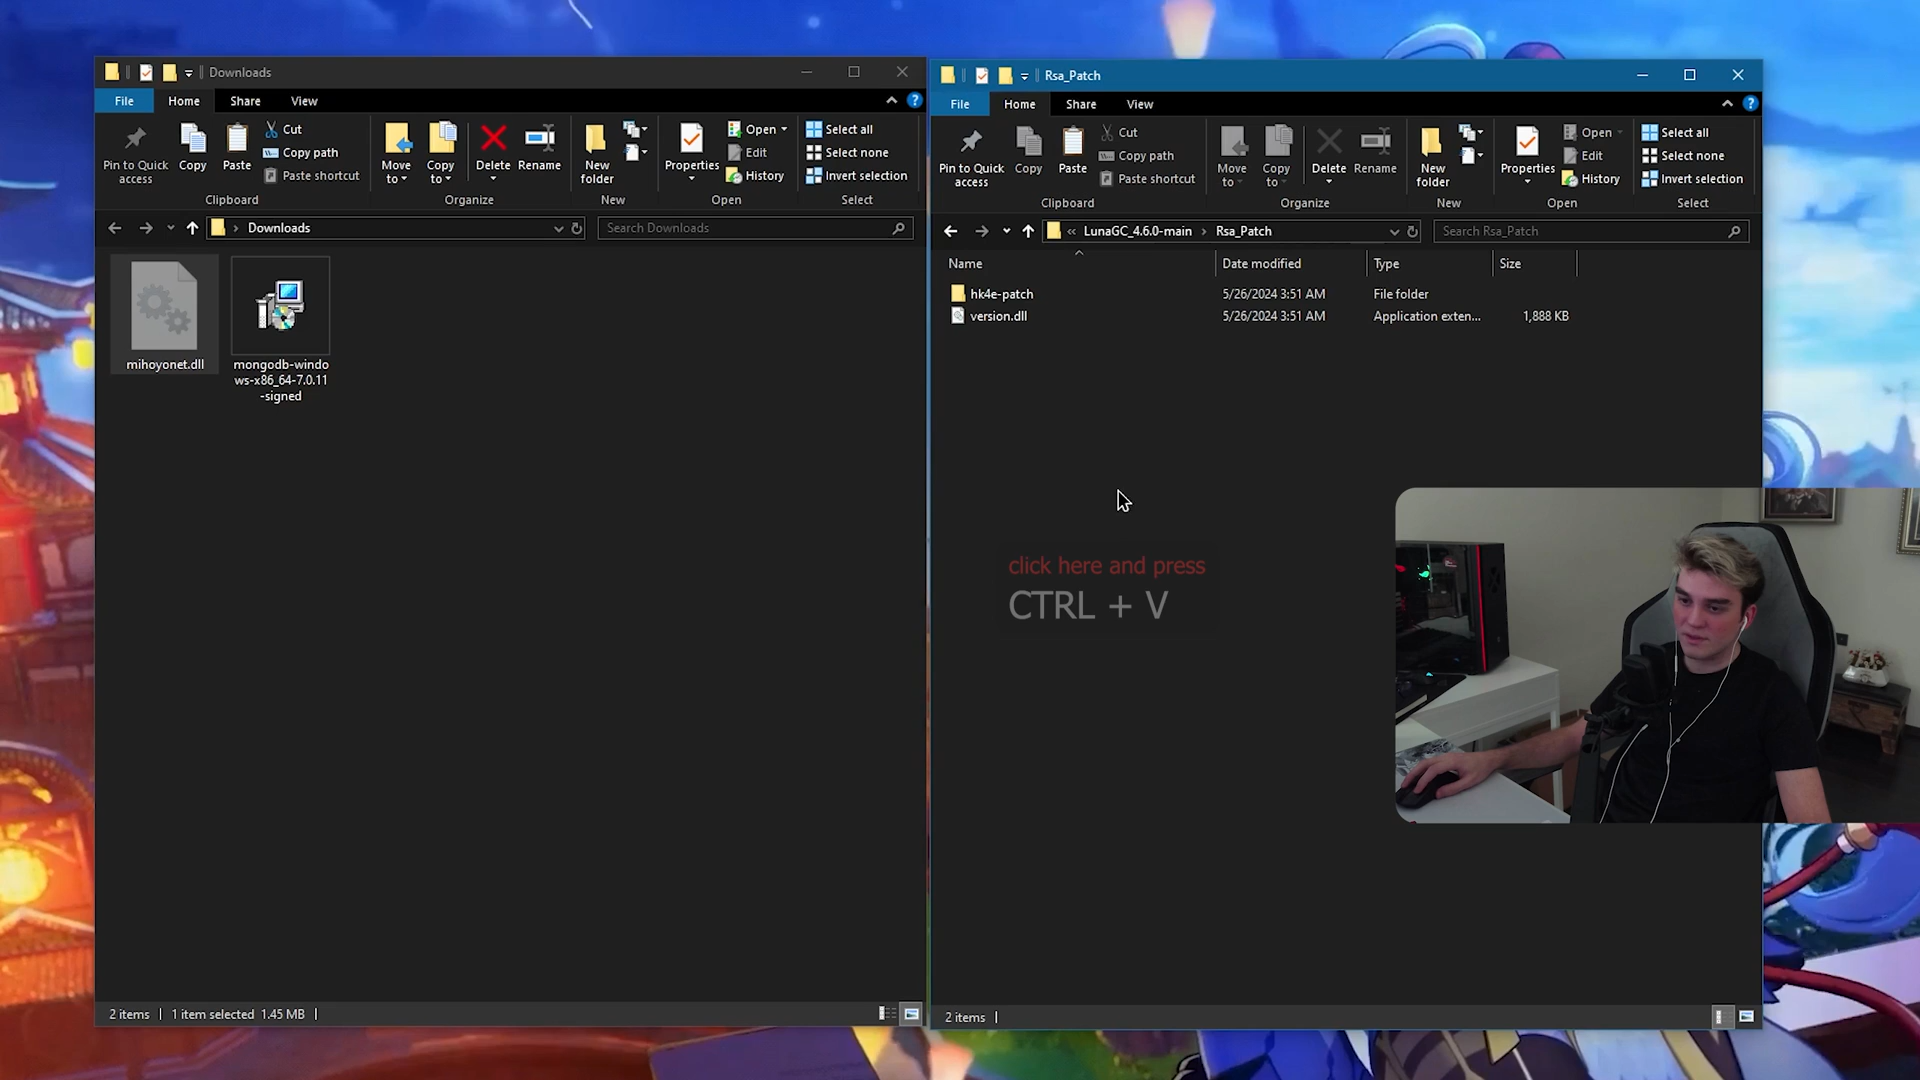 Downloads
File
Home
Share
View
Pin to Quick
access
Copy
Paste
Cut
Copy path
Paste shortcut
Clipboard
Move
to
Copy
to
Delete
Rename
Organize
New
folder
New
Properties
Open
Edit
History
Open
Select all
Select none
Invert selection
Select
Downloads
Search Downloads
mihoyonet.dll
mongodb-windo
ws-x86_64-7.0.11
-signed
2 items
1 item selected 1.45 MB
Rsa_Patch
File
Home
Share
View
Pin to Quick
access
Copy
Paste
Cut
Copy path
Paste shortcut
Clipboard
Move
to
Copy
to
Delete
Rename
Organize
New
folder
New
Properties
Open
Edit
History
Open
Select all
Select none
Invert selection
Select
« LunaGC_4.6.0-main › Rsa_Patch
Search Rsa_Patch
Name Date modified Type Size
hk4e-patch 5/26/2024 3:51 AM File folder
version.dll 5/26/2024 3:51 AM Application exten... 1,888 KB
click here and press
CTRL + V
2 items